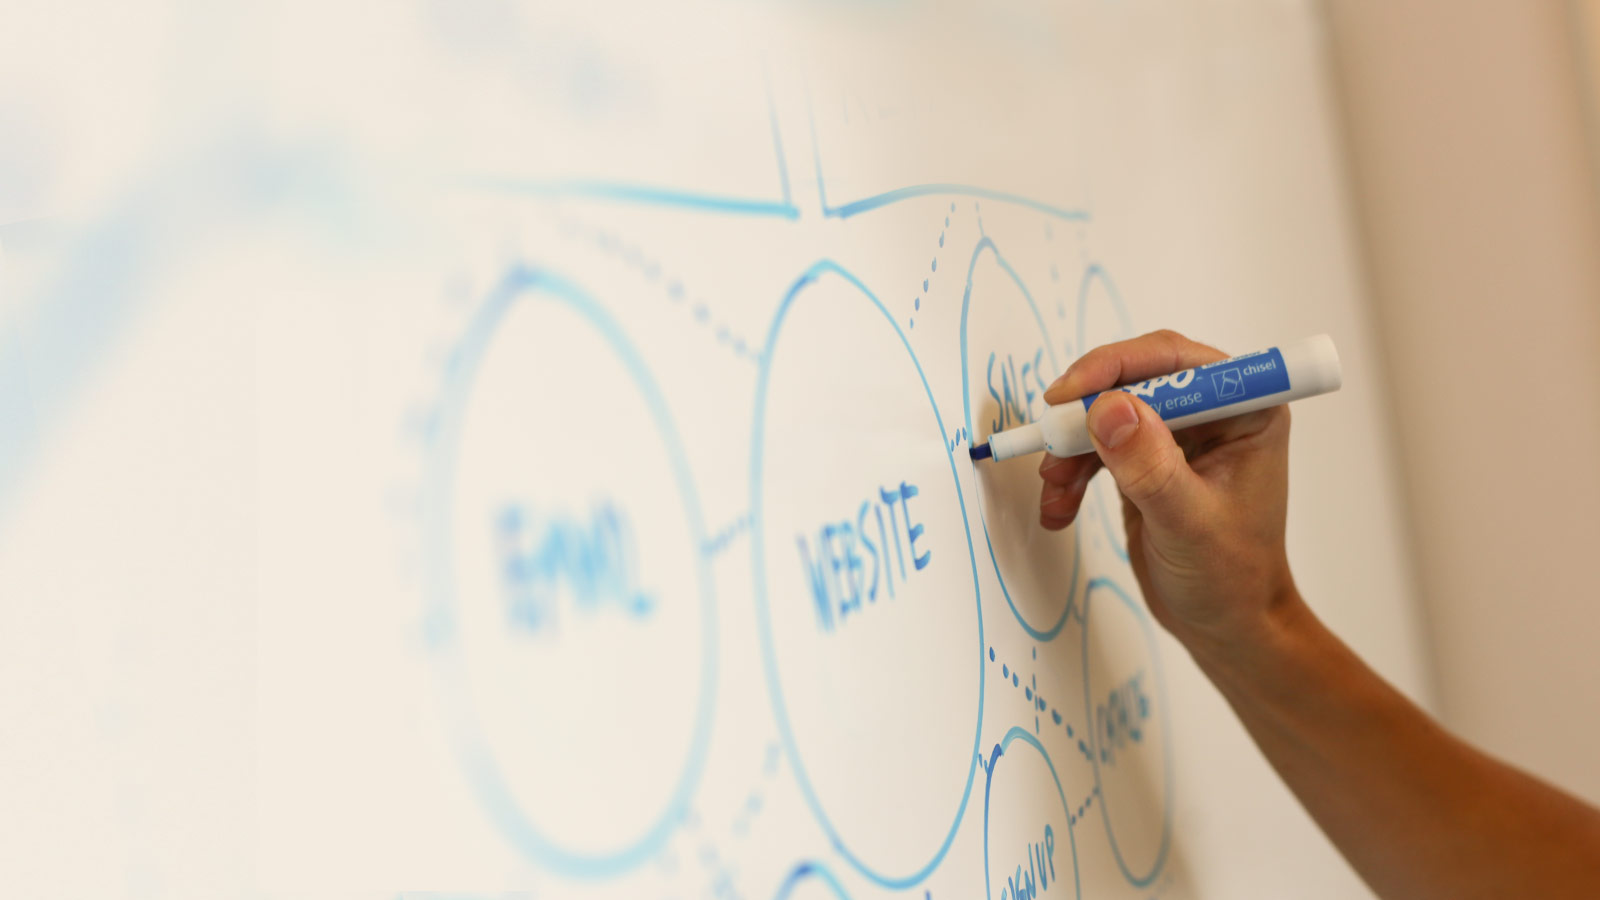 EMAIL
WEBSITE
SALES
EXPO
chisel
dry erase
SIGN UP